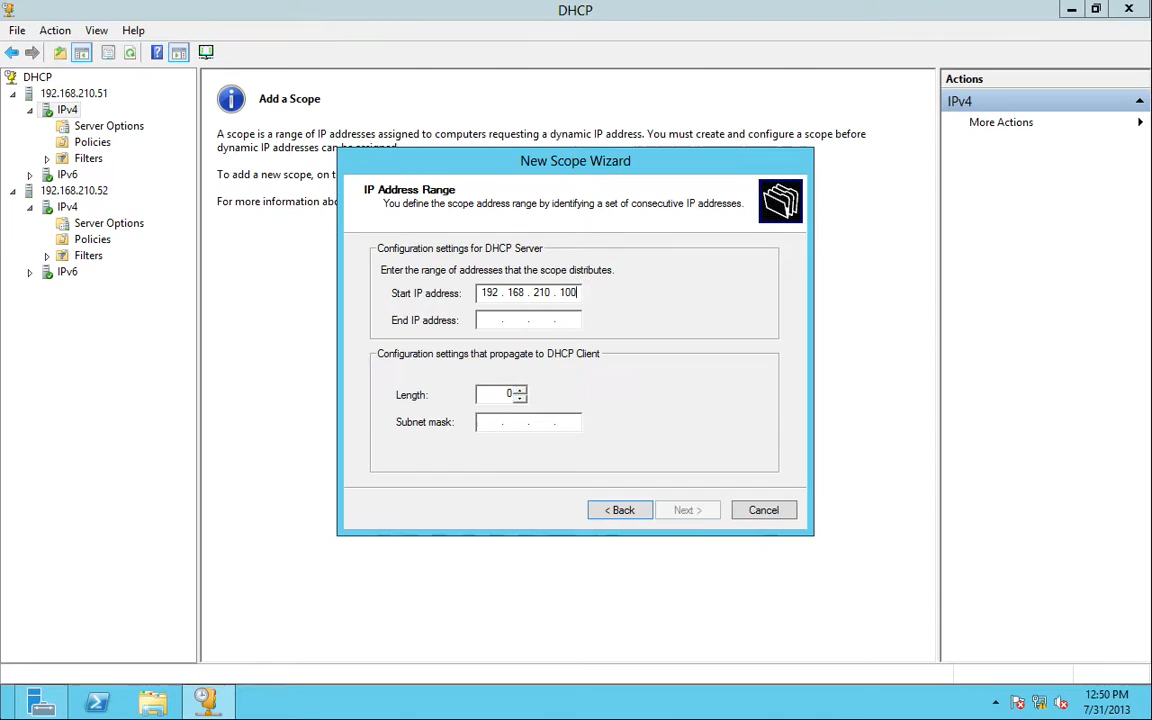 DHCP
File Action View Help
DHCP
192.168.210.51
IPv4
Server Options
Policies
Filters
IPv6
192.168.210.52
IPv4
Server Options
Policies
Filters
IPv6
Add a Scope
A scope is a range of IP addresses assigned to computers requesting a dynamic IP address. You must create and configure a scope before
dynamic IP addresses can be assigned.
To add a new scope, on t
For more information abo
New Scope Wizard
IP Address Range
You define the scope address range by identifying a set of consecutive IP addresses.
Configuration settings for DHCP Server
Enter the range of addresses that the scope distributes.
Start IP address: 192 . 168 . 210 . 100
End IP address: . . .
Configuration settings that propagate to DHCP Client
Length: 0
Subnet mask: . . .
< Back Next > Cancel
Actions
IPv4
More Actions
12:50 PM
7/31/2013